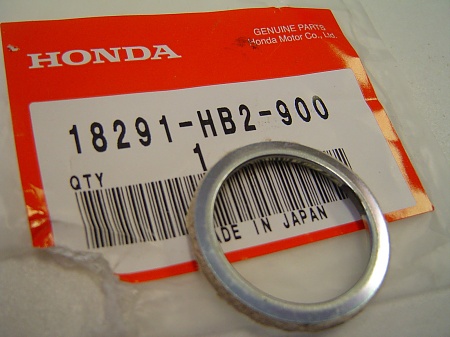 HONDA
GENUINE PARTS
Honda Motor Co., Ltd.
18291-HB2-900
1
QTY
MADE IN JAPAN